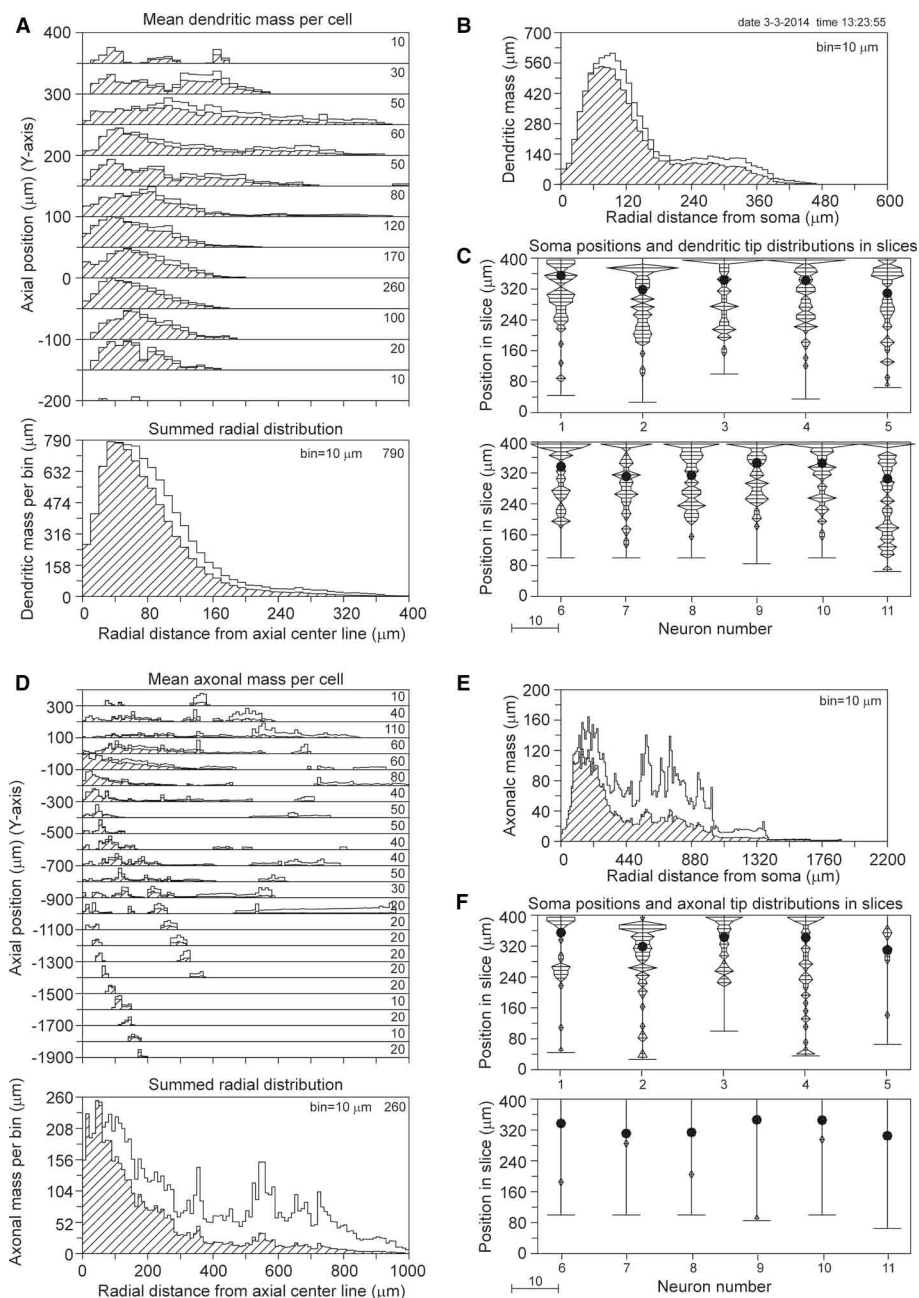 A
Mean dendritic mass per cell
Axial position (μm) (Y-axis)
400
300
200
100
0
-100
-200
10
30
50
60
50
80
120
170
260
100
20
10
Summed radial distribution
bin=10 μm 790
Dendritic mass per bin (μm)
790
632
474
316
158
0
0 80 160 240 320 400
Radial distance from axial center line (μm)
B
date 3-3-2014 time 13:23:55
bin=10 μm
Dendritic mass (μm)
700
560
420
280
140
0
0 120 240 360 480 600
Radial distance from soma (μm)
C
Soma positions and dendritic tip distributions in slices
Position in slice (μm)
400
320
240
160
80
0
1 2 3 4 5
Position in slice (μm)
400
320
240
160
80
0
6 7 8 9 10 11
10
Neuron number
D
Mean axonal mass per cell
Axial position (μm) (Y-axis)
300
100
-100
-300
-500
-700
-900
-1100
-1300
-1500
-1700
-1900
10
40
110
60
60
80
40
50
50
40
40
50
30
20
20
20
20
20
20
10
20
10
20
Summed radial distribution
bin=10 μm 260
Axonal mass per bin (μm)
260
208
156
104
52
0
0 200 400 600 800 1000
Radial distance from axial center line (μm)
E
bin=10 μm
Axonalc mass (μm)
200
160
120
80
40
0
0 440 880 1320 1760 2200
Radial distance from soma (μm)
F
Soma positions and axonal tip distributions in slices
Position in slice (μm)
400
320
240
160
80
0
1 2 3 4 5
Position in slice (μm)
400
320
240
160
80
0
6 7 8 9 10 11
10
Neuron number